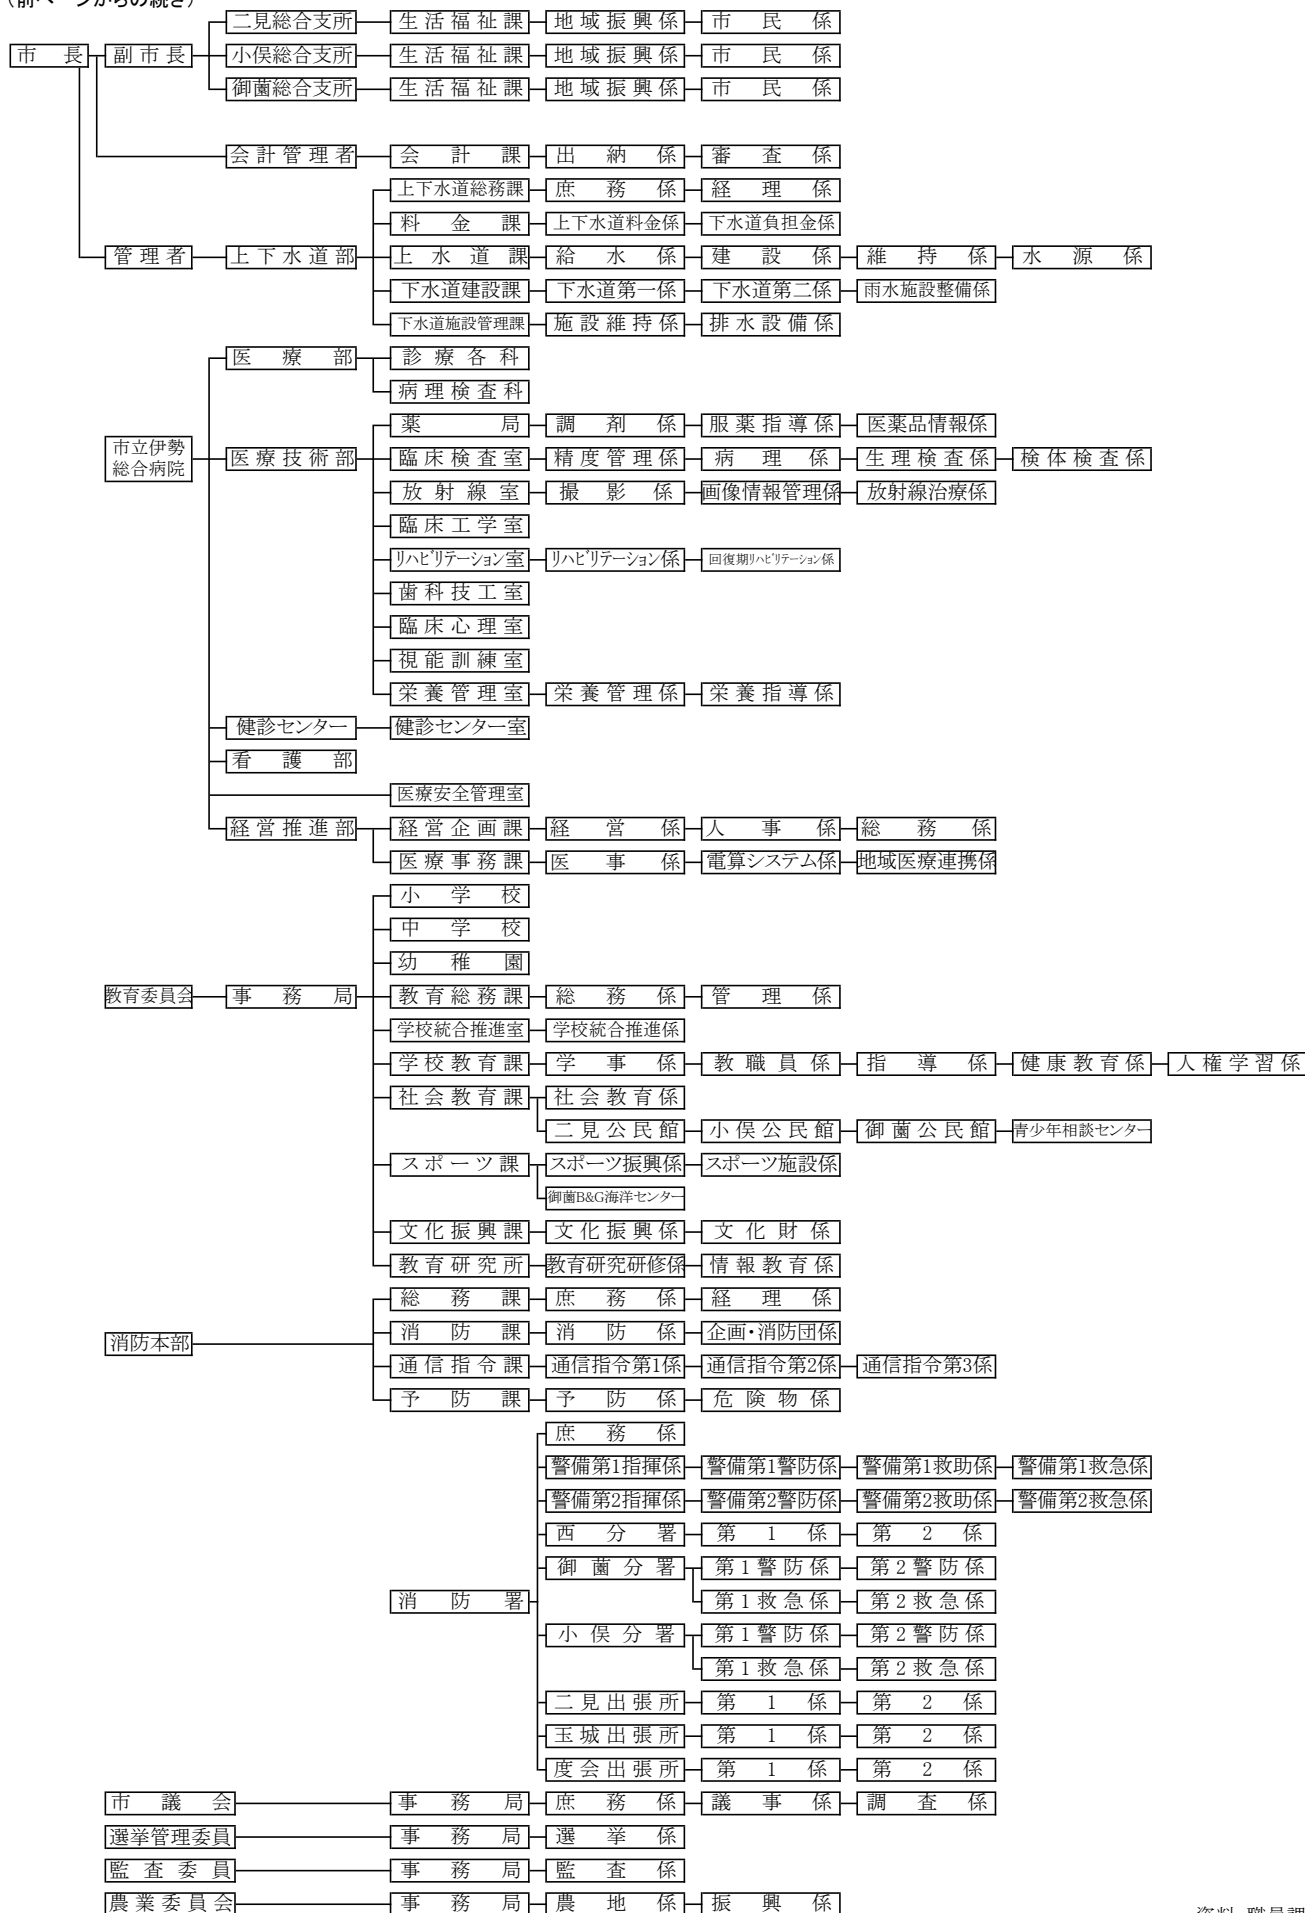 (前ページからの続き)
二見総合支所 生活福祉課 地域振興係 市民係
市長 副市長 小俣総合支所 生活福祉課 地域振興係 市民係
御薗総合支所 生活福祉課 地域振興係 市民係
会計管理者 会計課 出納係 審査係
上下水道総務課 庶務係 経理係
料金課 上下水道料金係 下水道負担金係
管理者 上下水道部 上水道課 給水係 建設係 維持係 水源係
下水道建設課 下水道第一係 下水道第二係 雨水施設整備係
下水道施設管理課 施設維持係 排水設備係
医療部 診療各科
病理検査科
薬局 調剤係 服薬指導係 医薬品情報係
市立伊勢
総合病院 医療技術部 臨床検査室 精度管理係 病理係 生理検査係 検体検査係
放射線室 撮影係 画像情報管理係 放射線治療係
臨床工学室
リハビリテーション室 リハビリテーション係 回復期リハビリテーション係
歯科技工室
臨床心理室
視能訓練室
栄養管理室 栄養管理係 栄養指導係
健診センター 健診センター室
看護部
医療安全管理室
経営推進部 経営企画課 経営係 人事係 総務係
医療事務課 医事係 電算システム係 地域医療連携係
小学校
中学校
幼稚園
教育委員会 事務局 教育総務課 総務係 管理係
学校統合推進室 学校統合推進係
学校教育課 学事係 教職員係 指導係 健康教育係 人権学習係
社会教育課 社会教育係
二見公民館 小俣公民館 御薗公民館 青少年相談センター
スポーツ課 スポーツ振興係 スポーツ施設係
御薗B&G海洋センター
文化振興課 文化振興係 文化財係
教育研究所 教育研究研修係 情報教育係
総務課 庶務係 経理係
消防課 消防係 企画・消防団係
消防本部
通信指令課 通信指令第1係 通信指令第2係 通信指令第3係
予防課 予防係 危険物係
庶務係
警備第1指揮係 警備第1警防係 警備第1救助係 警備第1救急係
警備第2指揮係 警備第2警防係 警備第2救助係 警備第2救急係
西分署 第1係 第2係
御薗分署 第1警防係 第2警防係
消防署 第1救急係 第2救急係
小俣分署 第1警防係 第2警防係
第1救急係 第2救急係
二見出張所 第1係 第2係
玉城出張所 第1係 第2係
度会出張所 第1係 第2係
市議会 事務局 庶務係 議事係 調査係
選挙管理委員 事務局 選挙係
監査委員 事務局 監査係
農業委員会 事務局 農地係 振興係
資料 職員課